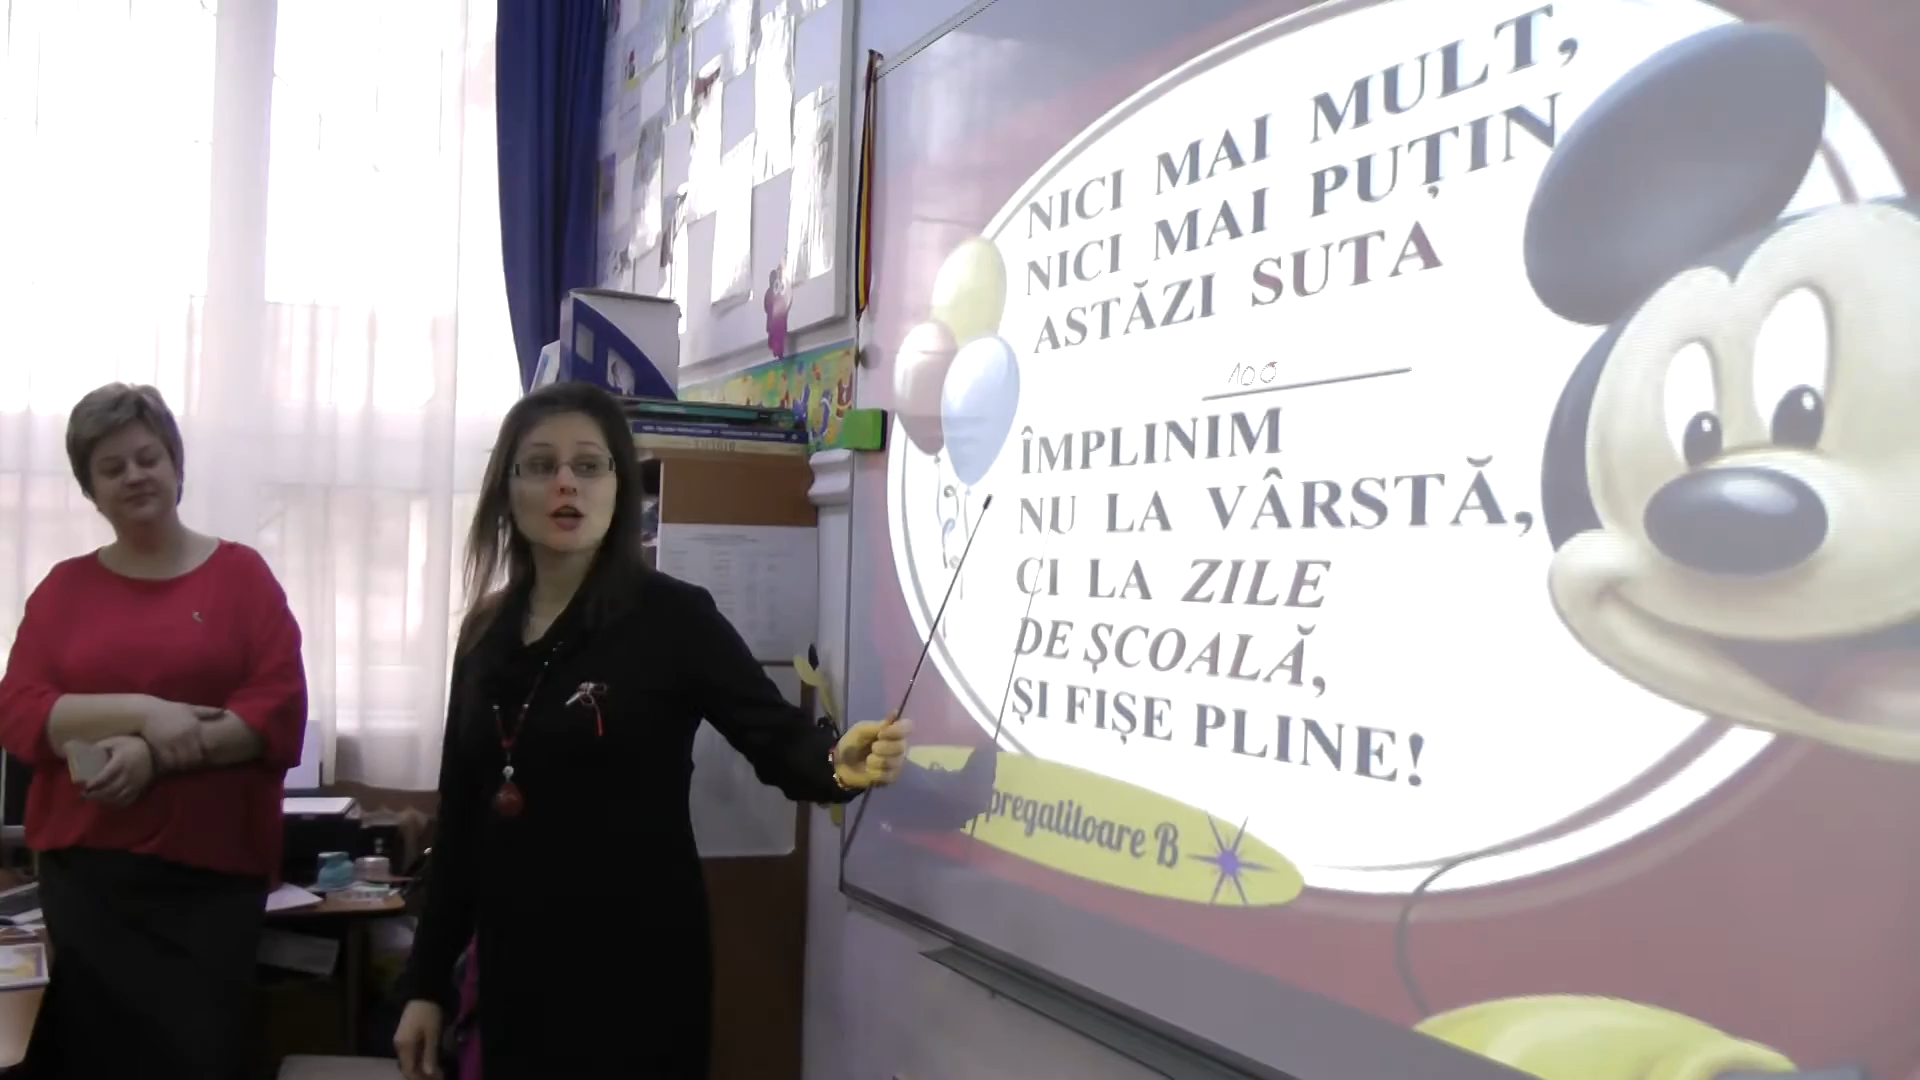 NICI MAI MULT,
NICI MAI PUȚIN
ASTĂZI SUTA
100
ÎMPLINIM
NU LA VÂRSTĂ,
CI LA ZILE
DE ȘCOALĂ,
ȘI FIȘE PLINE!
pregatitoare B